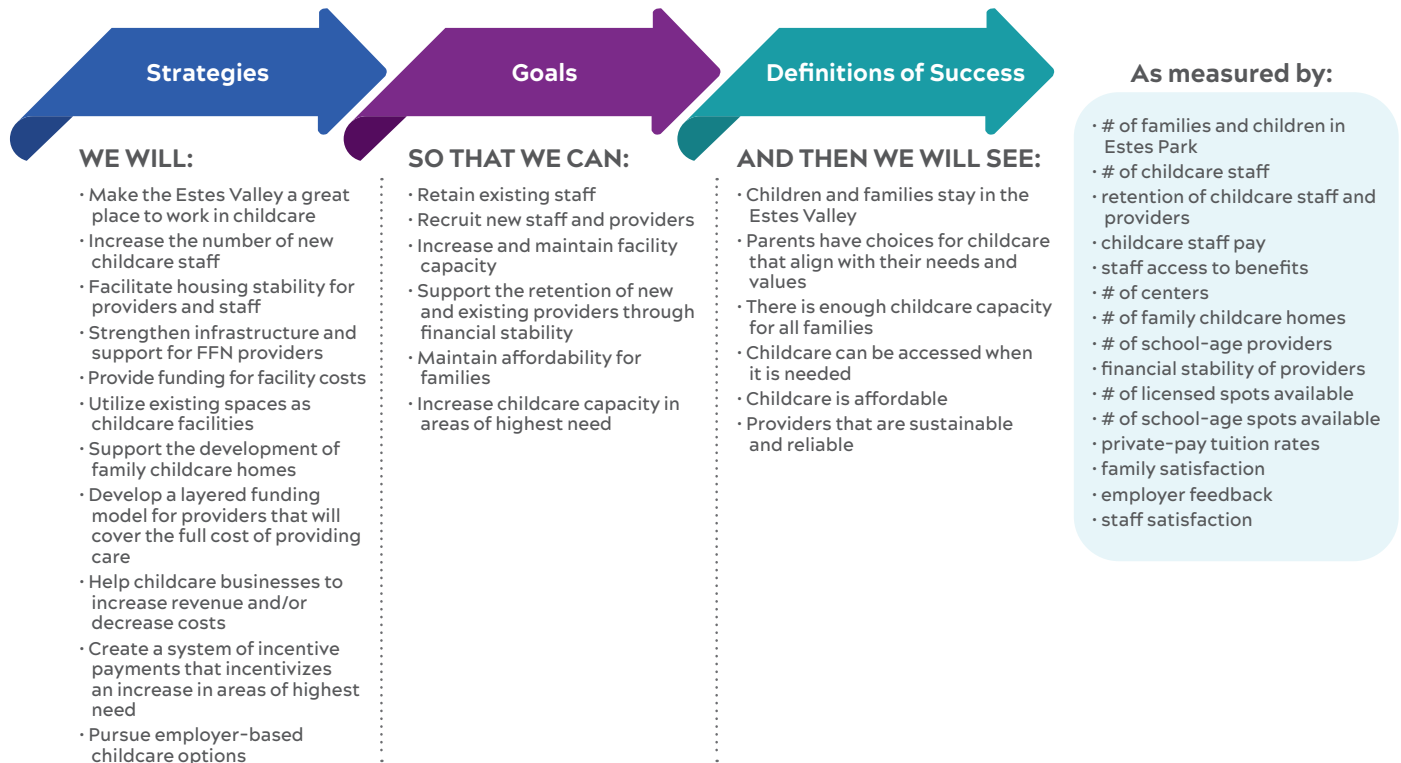 Strategies
Goals
Definitions of Success
As measured by:
WE WILL:
· Make the Estes Valley a great
place to work in childcare
· Increase the number of new
childcare staff
· Facilitate housing stability for
providers and staff
· Strengthen infrastructure and
support for FFN providers
· Provide funding for facility costs
· Utilize existing spaces as
childcare facilities
· Support the development of
family childcare homes
· Develop a layered funding
model for providers that will
cover the full cost of providing
care
· Help childcare businesses to
increase revenue and/or
decrease costs
· Create a system of incentive
payments that incentivizes
an increase in areas of highest
need
· Pursue employer-based
childcare options
SO THAT WE CAN:
· Retain existing staff
· Recruit new staff and providers
· Increase and maintain facility
capacity
· Support the retention of new
and existing providers through
financial stability
· Maintain affordability for
families
· Increase childcare capacity in
areas of highest need
AND THEN WE WILL SEE:
· Children and families stay in the
Estes Valley
· Parents have choices for childcare
that align with their needs and
values
· There is enough childcare capacity
for all families
· Childcare can be accessed when
it is needed
· Childcare is affordable
· Providers that are sustainable
and reliable
· # of families and children in
Estes Park
· # of childcare staff
· retention of childcare staff and
providers
· childcare staff pay
· staff access to benefits
· # of centers
· # of family childcare homes
· # of school-age providers
· financial stability of providers
· # of licensed spots available
· # of school-age spots available
· private-pay tuition rates
· family satisfaction
· employer feedback
· staff satisfaction